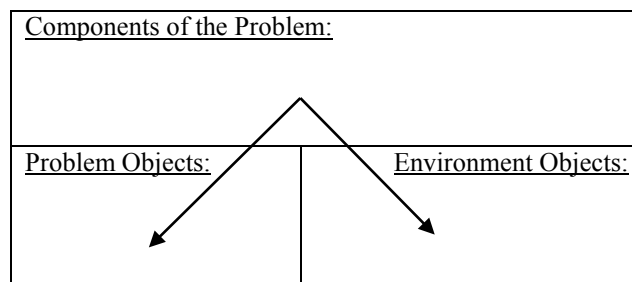 Components of the Problem:
Problem Objects:
Environment Objects: